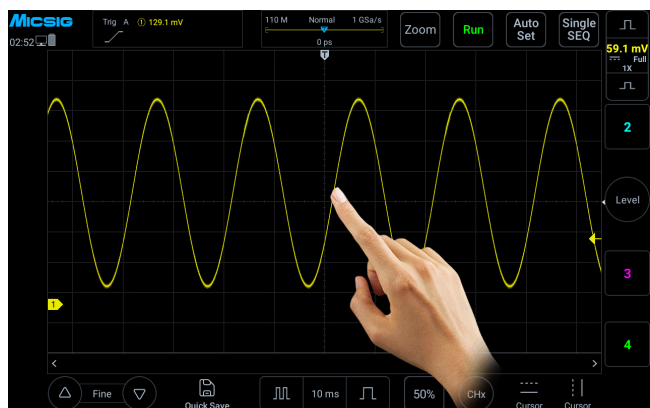 MICSIG
02:52
Trig A ① 129.1 mV
110 M Normal 1 GSa/s
0 ps
T
Zoom
Run
Auto
Set
Single
SEQ
59.1 mV
Full
1X
2
Level
3
4
1
Fine
Quick Save
10 ms
50%
CHx
Cursor
Cursor